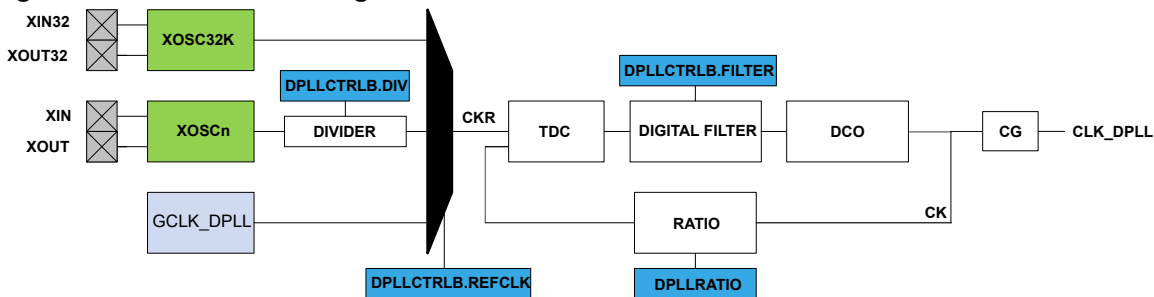 XIN32
XOUT32
XOSC32K
DPLLCTRLB.DIV
DPLLCTRLB.FILTER
XIN
XOUT
XOSCn
DIVIDER
CKR
TDC
DIGITAL FILTER
DCO
CG
CLK_DPLL
GCLK_DPLL
RATIO
CK
DPLLCTRLB.REFCLK
DPLLRATIO